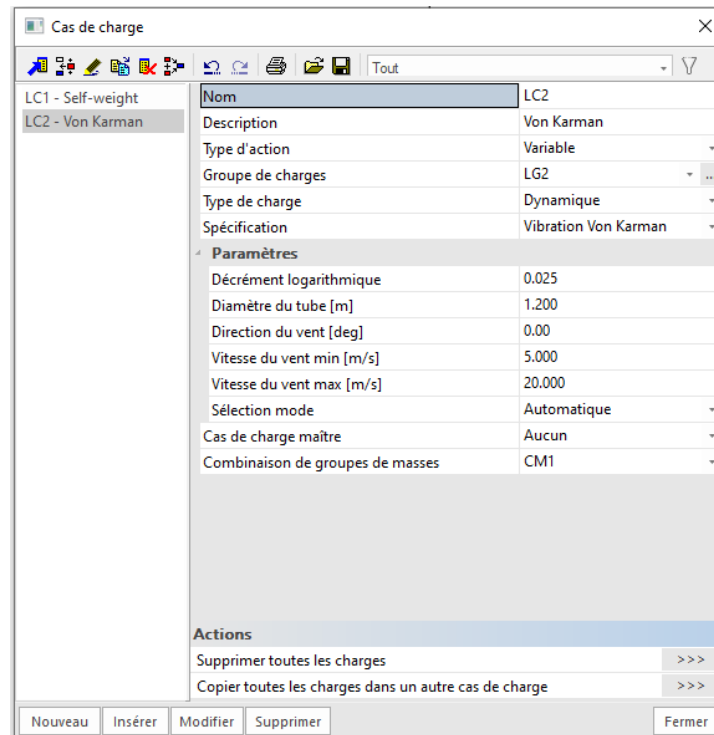 Cas de charge
Tout
LC1 - Self-weight
LC2 - Von Karman
Nom LC2
Description Von Karman
Type d'action Variable
Groupe de charges LG2 ...
Type de charge Dynamique
Spécification Vibration Von Karman
Paramètres
Décrément logarithmique 0.025
Diamètre du tube [m] 1.200
Direction du vent [deg] 0.00
Vitesse du vent min [m/s] 5.000
Vitesse du vent max [m/s] 20.000
Sélection mode Automatique
Cas de charge maître Aucun
Combinaison de groupes de masses CM1
Actions
Supprimer toutes les charges >>>
Copier toutes les charges dans un autre cas de charge >>>
Nouveau Insérer Modifier Supprimer Fermer